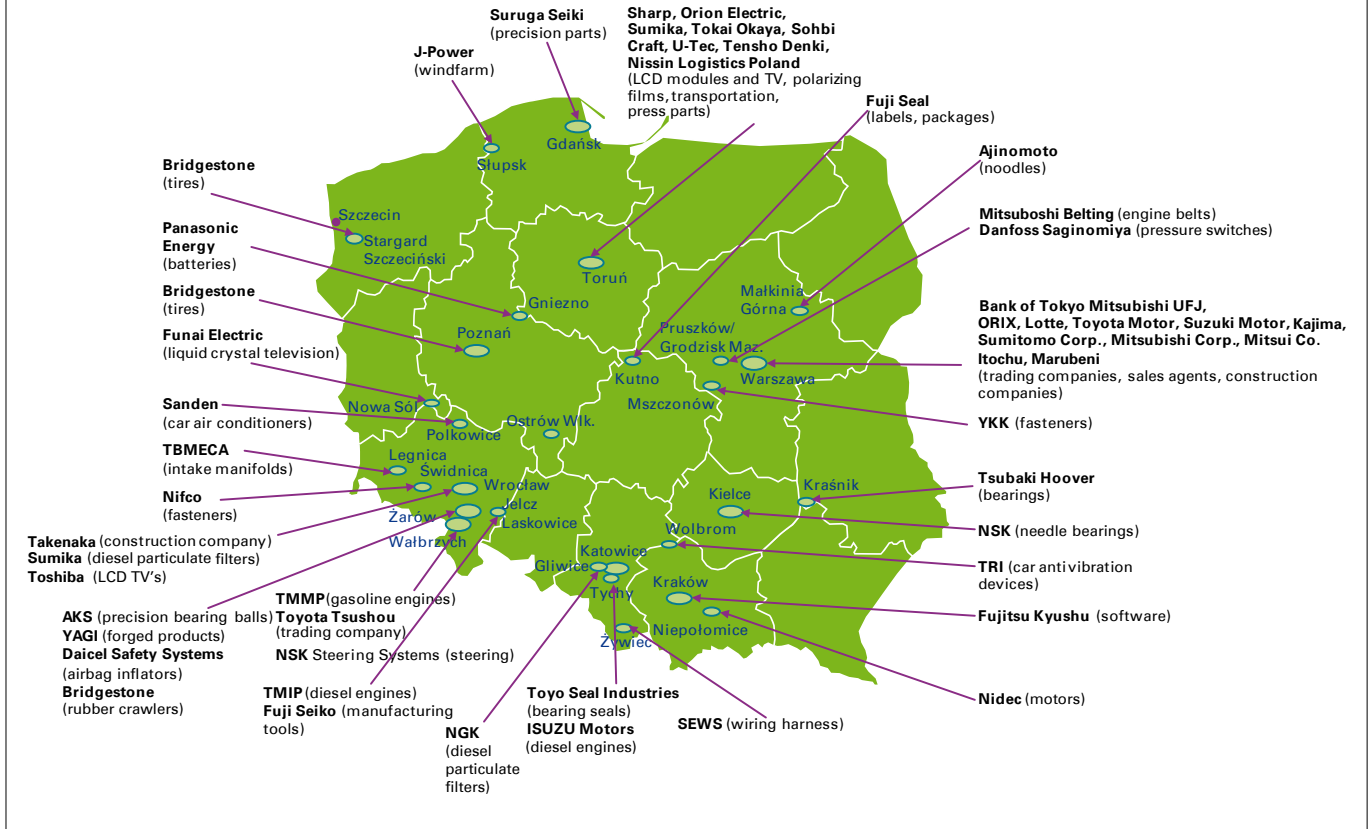 Suruga Seiki
(precision parts)
J-Power
(windfarm)
Sharp, Orion Electric,
Sumika, Tokai Okaya, Sohbi
Craft, U-Tec, Tensho Denki,
Nissin Logistics Poland
(LCD modules and TV, polarizing
films, transportation,
press parts)
Fuji Seal
(labels, packages)
Ajinomoto
(noodles)
Mitsuboshi Belting (engine belts)
Danfoss Saginomiya (pressure switches)
Bank of Tokyo Mitsubishi UFJ,
ORIX, Lotte, Toyota Motor, Suzuki Motor, Kajima,
Sumitomo Corp., Mitsubishi Corp., Mitsui Co.
Itochu, Marubeni
(trading companies, sales agents, construction
companies)
YKK (fasteners)
Tsubaki Hoover
(bearings)
NSK (needle bearings)
TRI (car antivibration
devices)
Fujitsu Kyushu (software)
Nidec (motors)
Bridgestone
(tires)
Panasonic
Energy
(batteries)
Bridgestone
(tires)
Funai Electric
(liquid crystal television)
Sanden
(car air conditioners)
TBMECA
(intake manifolds)
Nifco
(fasteners)
Takenaka (construction company)
Sumika (diesel particulate filters)
Toshiba (LCD TV's)
AKS (precision bearing balls)
YAGI (forged products)
Daicel Safety Systems
(airbag inflators)
Bridgestone
(rubber crawlers)
TMMP (gasoline engines)
Toyota Tsushou
(trading company)
NSK Steering Systems (steering)
TMIP (diesel engines)
Fuji Seiko (manufacturing
tools)
NGK
(diesel
particulate
filters)
Toyo Seal Industries
(bearing seals)
ISUZU Motors
(diesel engines)
SEWS (wiring harness)
Gdańsk
Słupsk
Szczecin
Stargard
Szczeciński
Toruń
Gniezno
Poznań
Małkinia
Górna
Pruszków/
Grodzisk Maz.
Kutno
Warszawa
Mszczonów
Nowa Sól
Polkowice
Ostrów Wlk.
Legnica
Świdnica
Wrocław
Jelcz
Laskowice
Żarów
Wałbrzych
Kielce
Kraśnik
Wolbrom
Katowice
Gliwice
Tychy
Kraków
Niepołomice
Żywiec